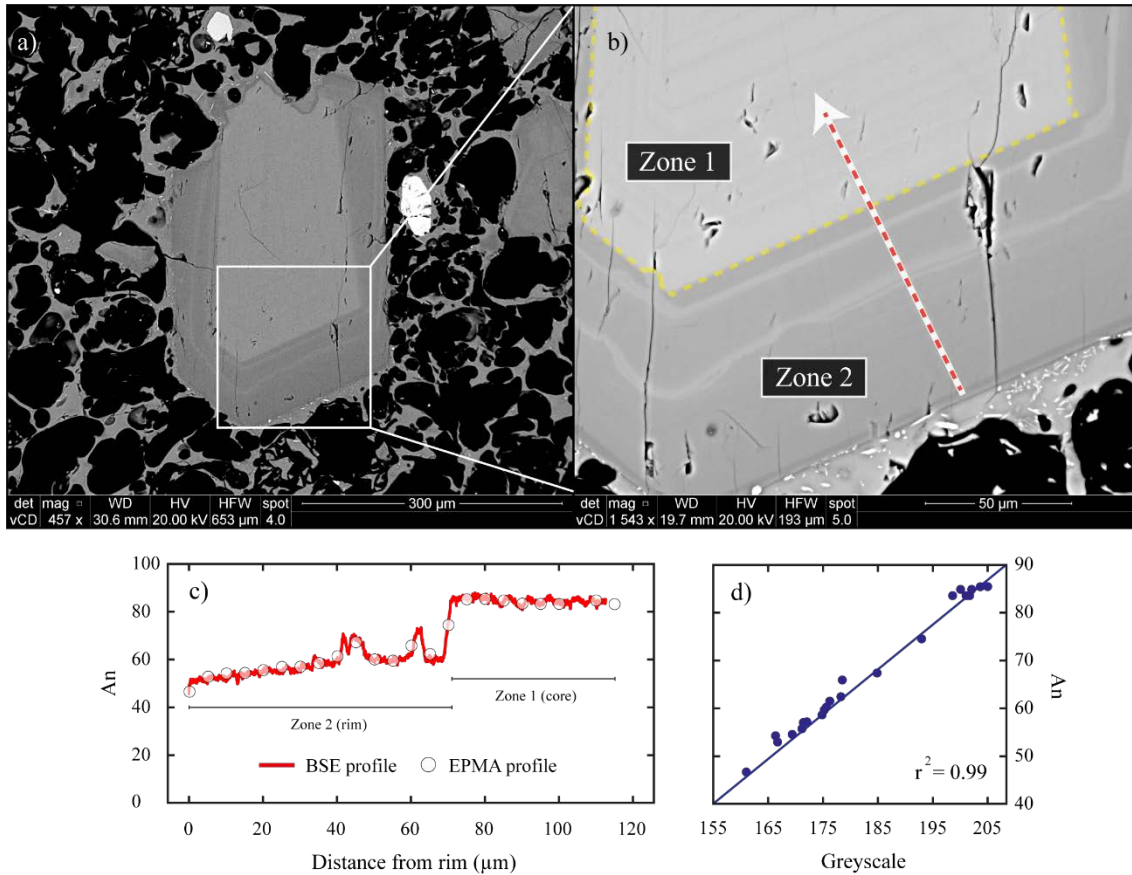 a)
det mag □ WD HV HFW spot
vCD 457 x 30.6 mm 20.00 kV 653 µm 4.0
300 µm
b)
Zone 1
Zone 2
det mag □ WD HV HFW spot
vCD 1 543 x 19.7 mm 20.00 kV 193 µm 5.0
50 µm
c)
An
100
80
60
40
20
0
Zone 1 (core)
Zone 2 (rim)
BSE profile
EPMA profile
0 20 40 60 80 100 120
Distance from rim (µm)
d)
90
80
70
60
50
40
An
r² = 0.99
155 165 175 185 195 205
Greyscale